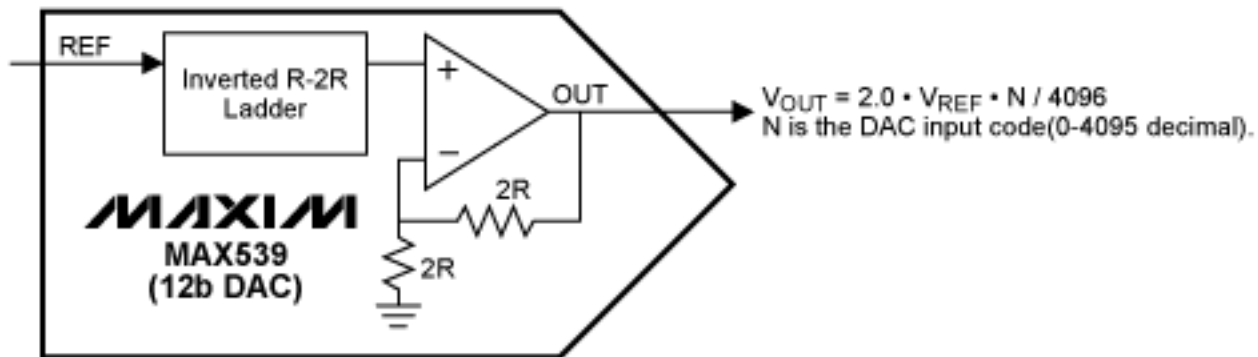 REF
Inverted R-2R
Ladder
+
OUT
−
2R
2R
MAXIM
MAX539
(12b DAC)
VOUT = 2.0 • VREF • N / 4096
N is the DAC input code(0-4095 decimal).